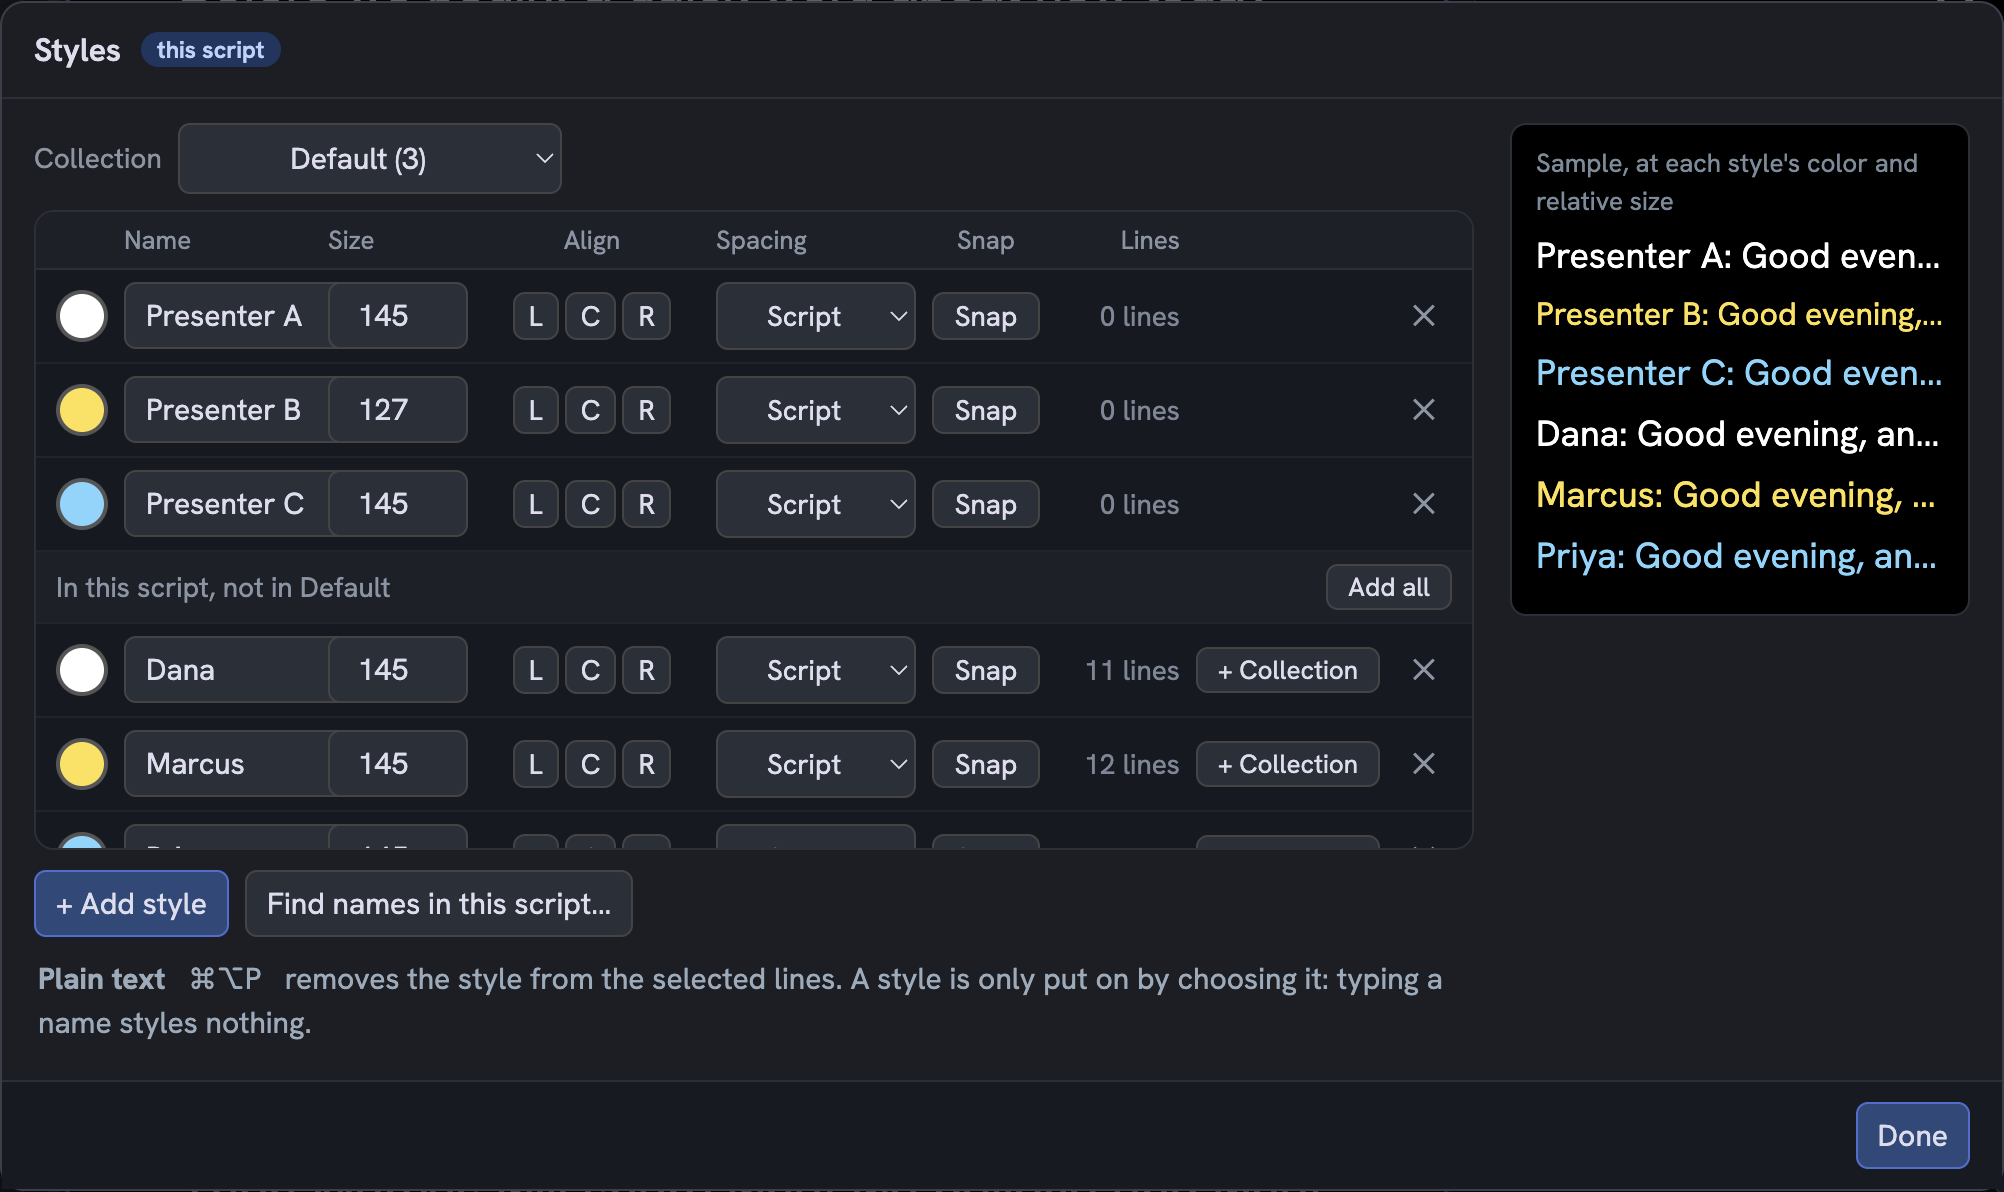 Styles this script
Collection Default (3)
Name Size Align Spacing Snap Lines
Presenter A 145 L C R Script Snap 0 lines
Presenter B 127 L C R Script Snap 0 lines
Presenter C 145 L C R Script Snap 0 lines
In this script, not in Default Add all
Dana 145 L C R Script Snap 11 lines + Collection
Marcus 145 L C R Script Snap 12 lines + Collection
+ Add style Find names in this script...
Plain text ⌘⌥P removes the style from the selected lines. A style is only put on by choosing it: typing a
name styles nothing.
Sample, at each style's color and
relative size
Presenter A: Good even...
Presenter B: Good evening,...
Presenter C: Good even...
Dana: Good evening, an...
Marcus: Good evening, ...
Priya: Good evening, an...
Done